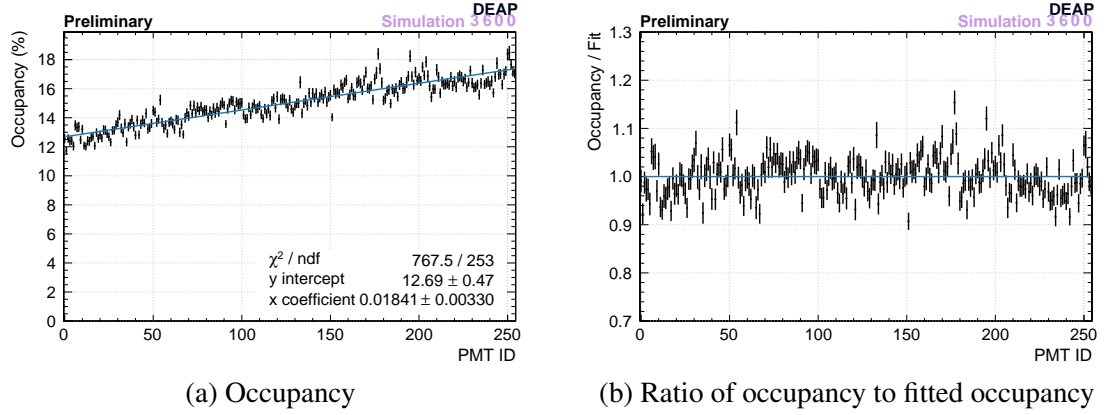 DEAP
Preliminary Simulation 3600
Occupancy (%)
18
16
14
12
10
8
6
4
2
0
χ² / ndf 767.5 / 253
y intercept 12.69 ± 0.47
x coefficient 0.01841 ± 0.00330
0 50 100 150 200 250
PMT ID
(a) Occupancy
DEAP
Preliminary Simulation 3600
Occupancy / Fit
1.3
1.2
1.1
1.0
0.9
0.8
0.7
0 50 100 150 200 250
PMT ID
(b) Ratio of occupancy to fitted occupancy